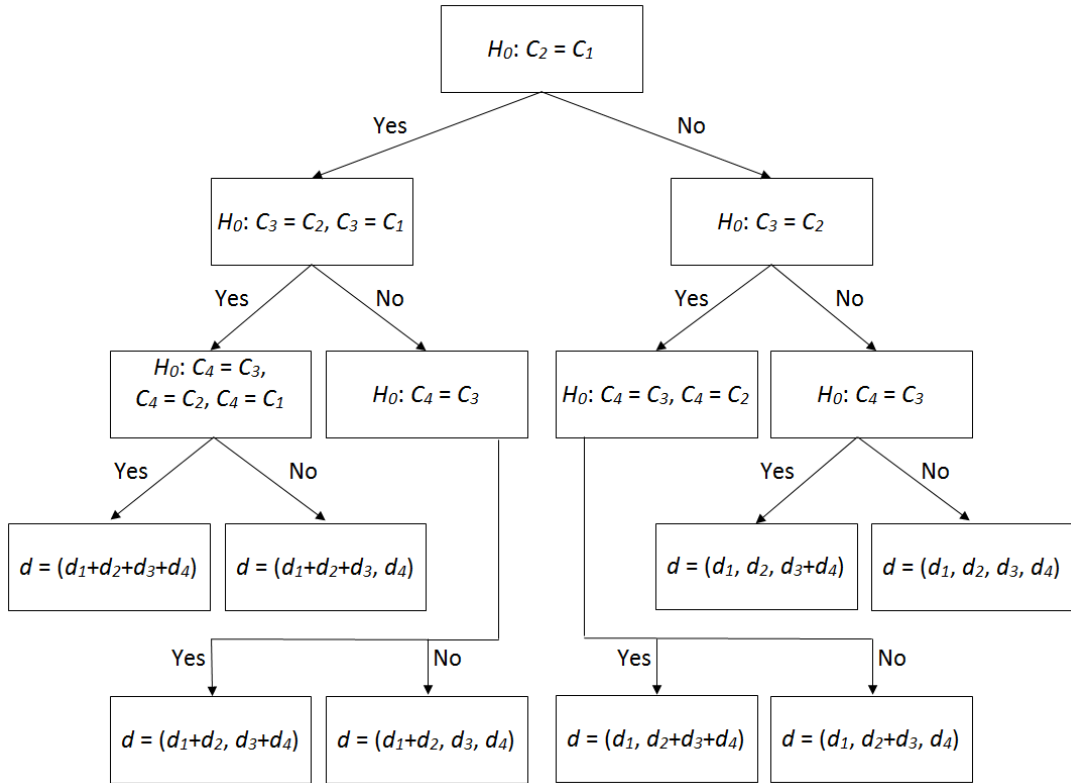 H₀: C₂ = C₁
Yes
No
H₀: C₃ = C₂, C₃ = C₁
H₀: C₃ = C₂
Yes
No
Yes
No
H₀: C₄ = C₃,
C₄ = C₂, C₄ = C₁
H₀: C₄ = C₃
H₀: C₄ = C₃, C₄ = C₂
H₀: C₄ = C₃
Yes
No
Yes
No
d = (d₁+d₂+d₃+d₄)
d = (d₁+d₂+d₃, d₄)
d = (d₁, d₂, d₃+d₄)
d = (d₁, d₂, d₃, d₄)
Yes
No
Yes
No
d = (d₁+d₂, d₃+d₄)
d = (d₁+d₂, d₃, d₄)
d = (d₁, d₂+d₃+d₄)
d = (d₁, d₂+d₃, d₄)